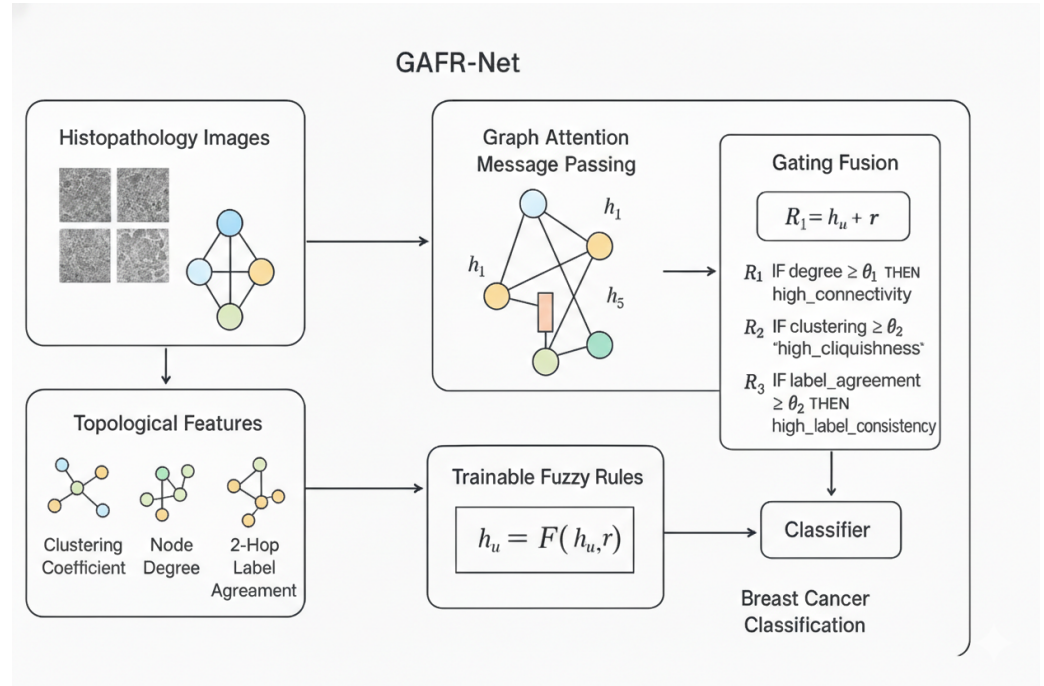 GAFR-Net
Histopathology Images
Graph Attention
Message Passing
h₁
h₁
h₅
Gating Fusion
R₁= hᵤ + r
R₁ IF degree ≥ θ₁ THEN
high_connectivity
R₂ IF clustering ≥ θ₂
"high_cliquishness"
R₃ IF label_agreement
≥ θ₂ THEN
high_label_consistency
Topological Features
Clustering
Coefficient
Node
Degree
2-Hop
Label
Agreament
Trainable Fuzzy Rules
hᵤ = F(hᵤ,r)
Classifier
Breast Cancer
Classification